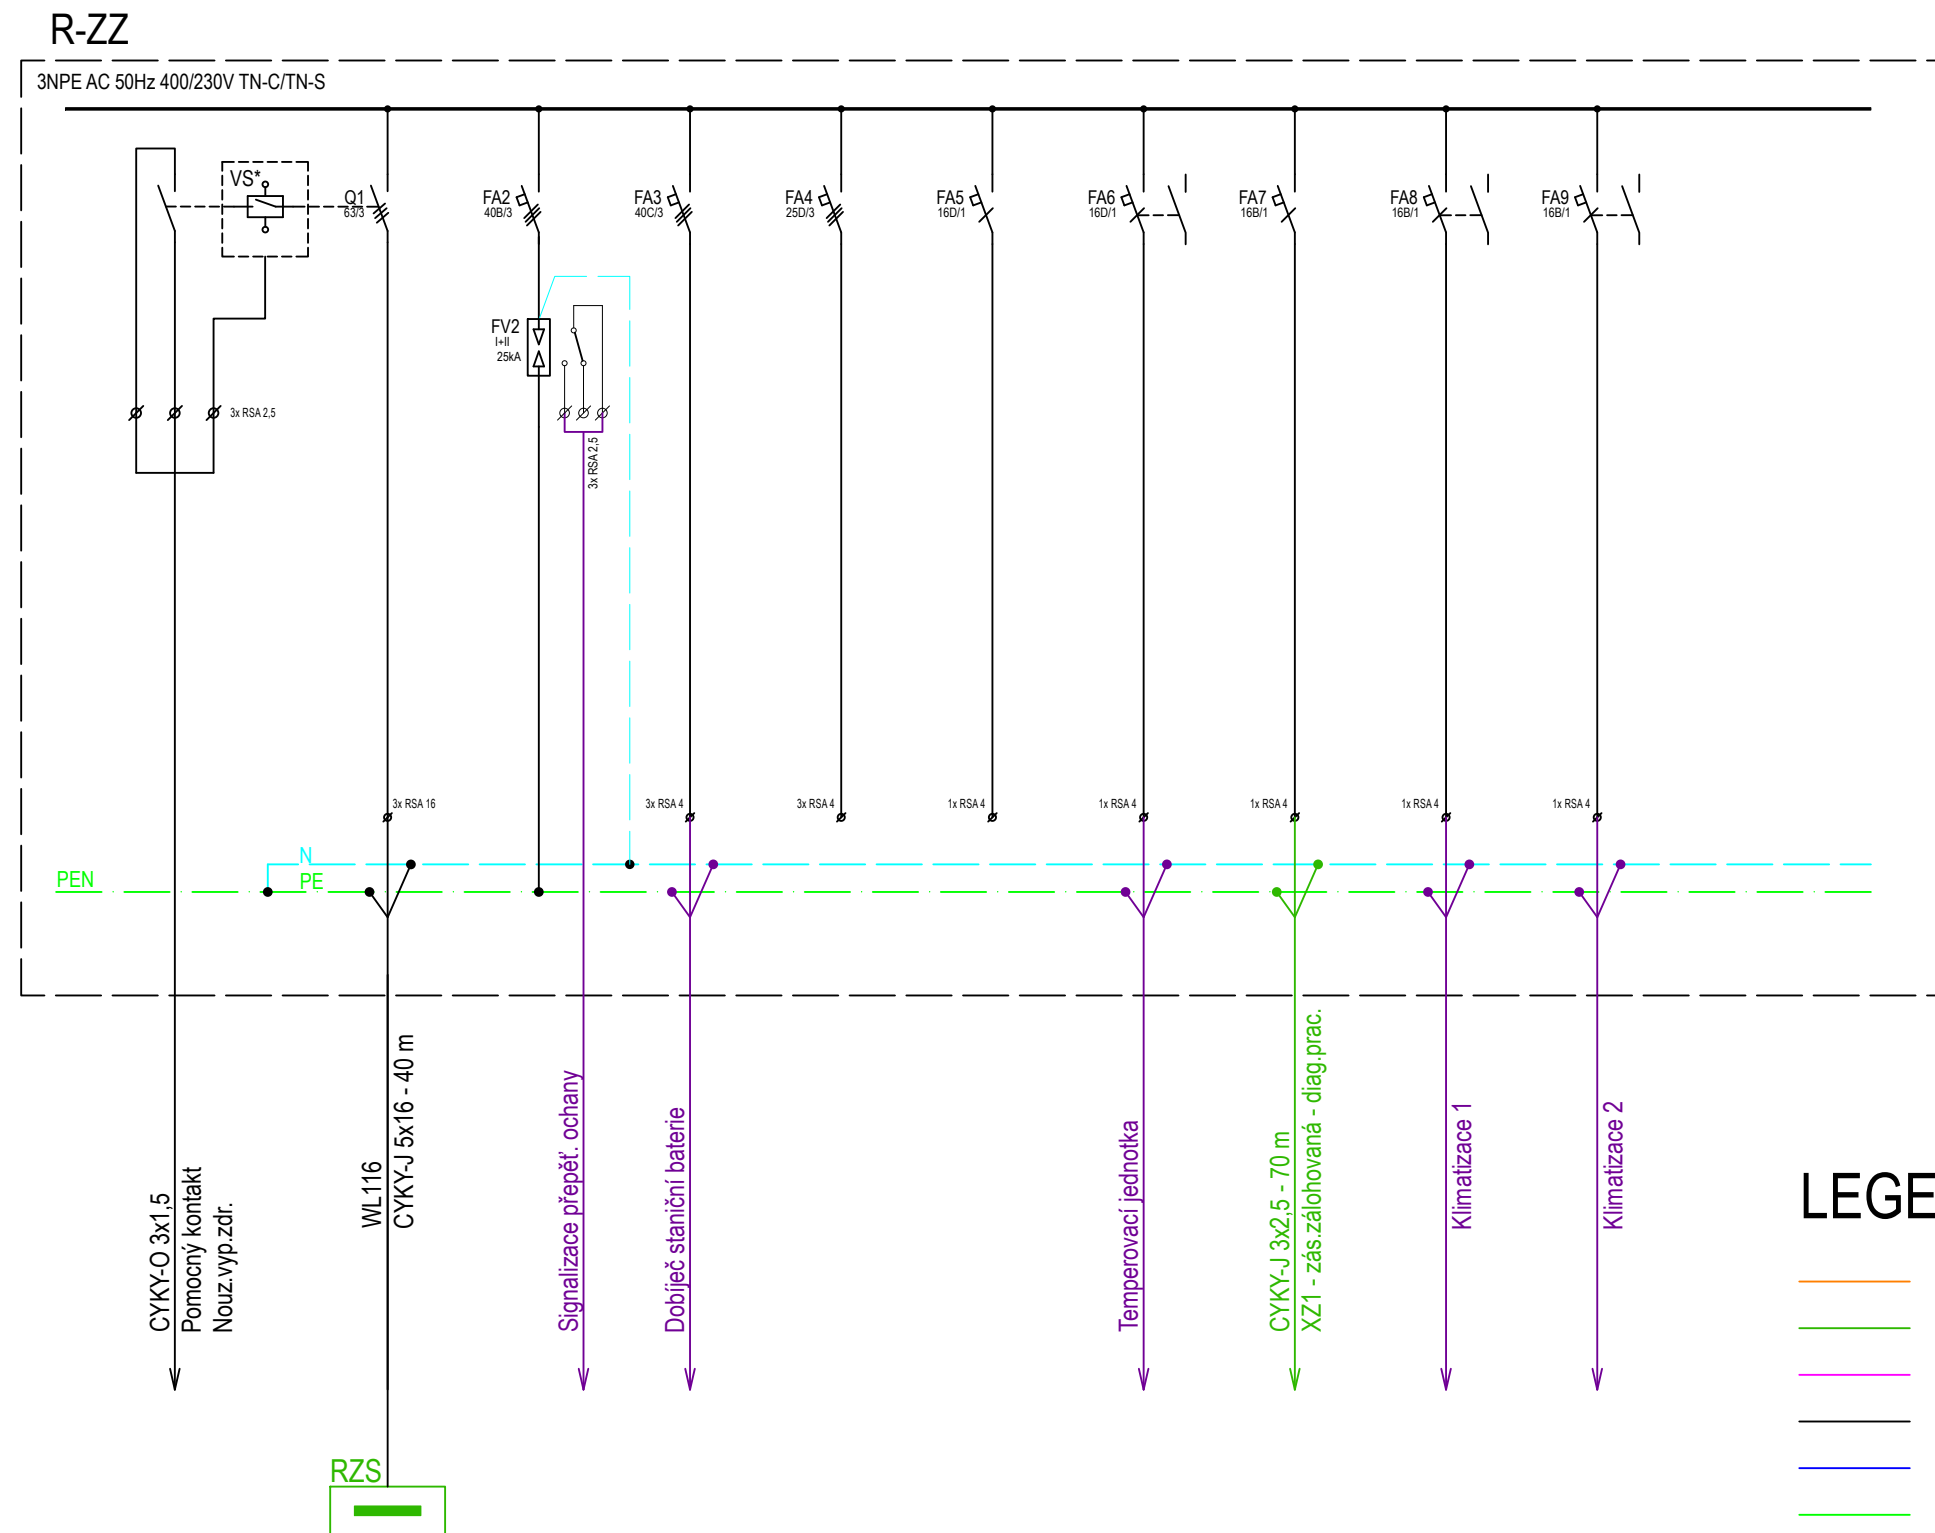 R-ZZ
3NPE AC 50Hz 400/230V TN-C/TN-S
VS*
Q1
63/3
FA2
40B/3
FA3
40C/3
FA4
25D/3
FA5
16D/1
FA6
16D/1
FA7
16B/1
FA8
16B/1
FA9
16B/1
FV2
I+II
25kA
3x RSA 2,5
3x RSA 2,5
3x RSA 16
3x RSA 4
3x RSA 4
1x RSA 4
1x RSA 4
1x RSA 4
1x RSA 4
1x RSA 4
N
PEN
PE
CYKY-O 3x1,5
Pomocný kontakt
Nouz.vyp.zdr.
WL116
CYKY-J 5x16 - 40 m
Signalizace přepěť. ochany
Dobíječ staniční baterie
Temperovací jednotka
CYKY-J 3x2,5 - 70 m
XZ1 - zás.zálohovaná - diag.prac.
Klimatizace 1
Klimatizace 2
LEGE
RZS